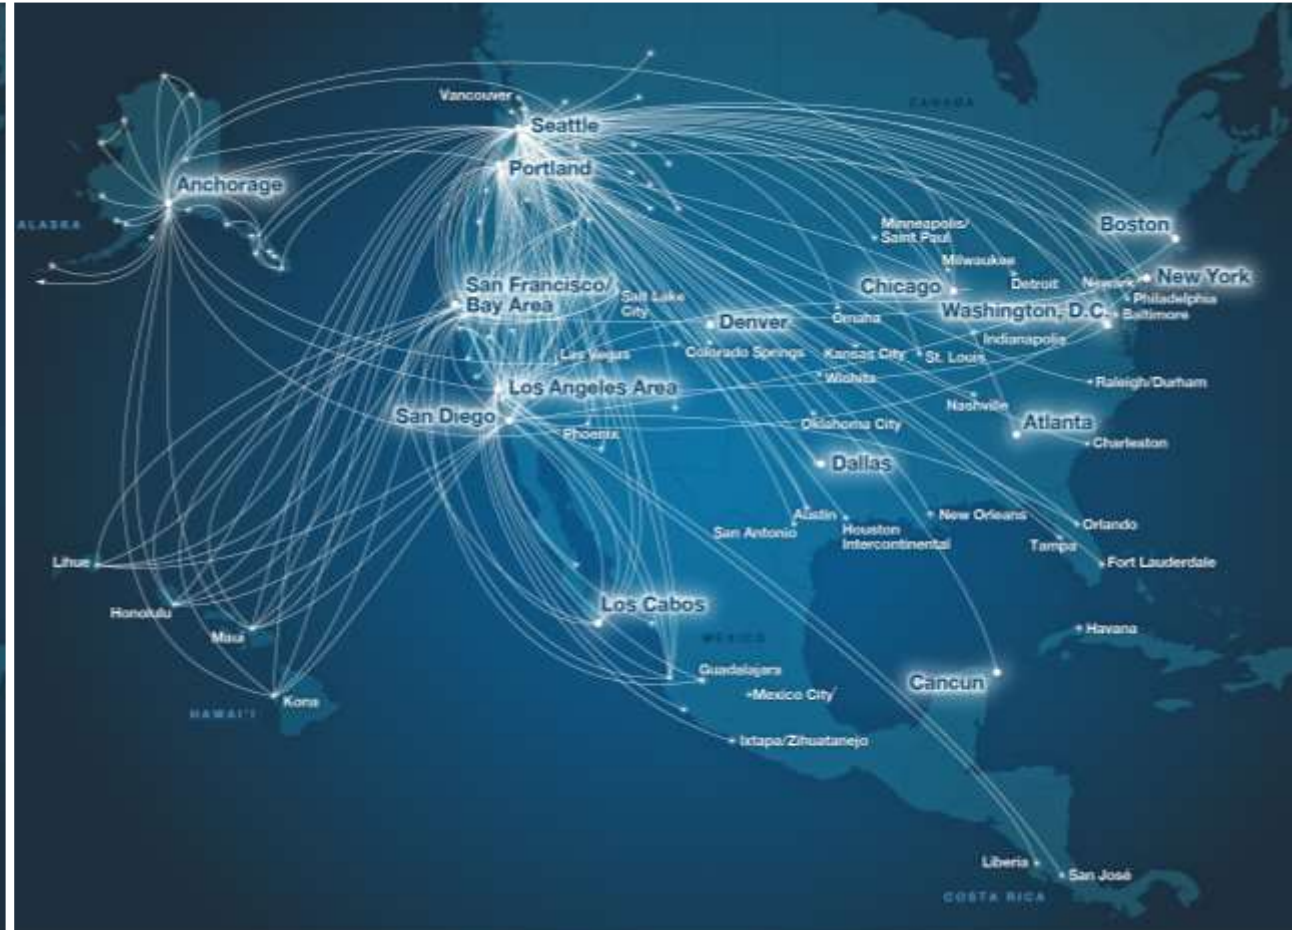 CANADA
Vancouver
Seattle
Portland
Anchorage
ALASKA
Boston
Minneapolis/
Saint Paul
Milwaukee
Chicago
Detroit
Newark
New York
Philadelphia
Washington, D.C.
Baltimore
San Francisco/
Bay Area
Salt Lake
City
Denver
Omaha
Indianapolis
Las Vegas
Colorado Springs
Kansas City
St. Louis
Wichita
Raleigh/Durham
Los Angeles Area
San Diego
Nashville
Phoenix
Oklahoma City
Atlanta
Charleston
Dallas
Austin
San Antonio
Houston
Intercontinental
New Orleans
Orlando
Tampa
Fort Lauderdale
Lihue
Honolulu
Maui
Kona
HAWAI'I
Los Cabos
MEXICO
Havana
Guadalajara
Mexico City
Cancun
Ixtapa/Zihuatanejo
Liberia
San José
COSTA RICA